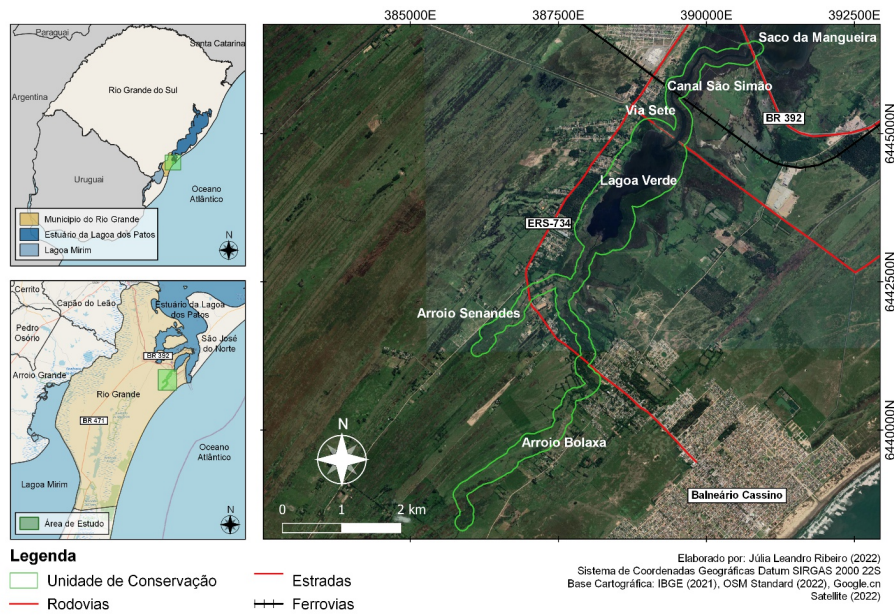 385000E
387500E
390000E
392500E
Paraguai
Santa Catarina
Argentina
Rio Grande do Sul
Uruguai
Oceano
Atlântico
N
Município do Rio Grande
Estuário da Lagoa dos Patos
Lagoa Mirim
Cerrito
Capão do Leão
Estuário da Lagoa
dos Patos
Pedro
Osório
São José
do Norte
BR 392
Arroio Grande
Rio Grande
BR 471
Oceano
Atlântico
Lagoa Mirim
N
Área de Estudo
Saco da Mangueira
Canal São Simão
Via Sete
BR 392
Lagoa Verde
ERS-734
Arroio Senandes
Arroio Bolaxa
Balneário Cassino
N
0 1 2 km
6445000N
6442500N
6440000N
Legenda
Unidade de Conservação
Estradas
Rodovias
Ferrovias
Elaborado por: Júlia Leandro Ribeiro (2022)
Sistema de Coordenadas Geográficas Datum SIRGAS 2000 22S
Base Cartográfica: IBGE (2021), OSM Standard (2022), Google.cn
Satellite (2022)